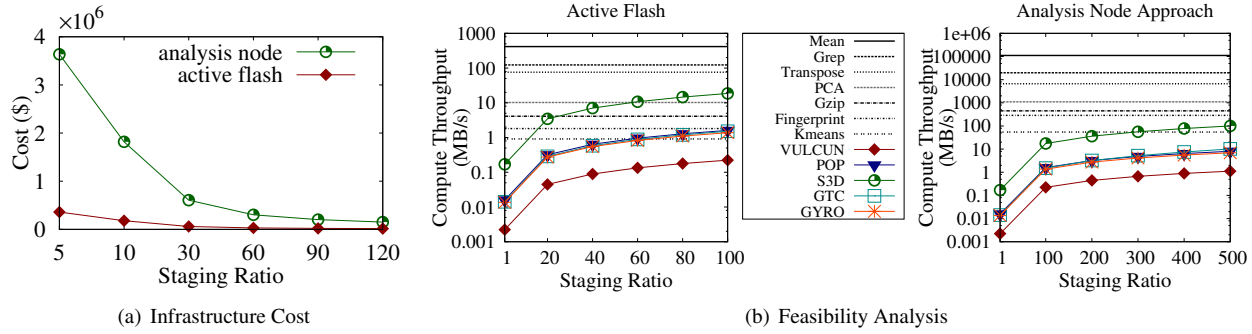 ×10⁶
4
3
2
1
0
Cost ($)
analysis node
active flash
5 10 30 60 90 120
Staging Ratio
(a) Infrastructure Cost
Active Flash
1000
100
10
1
0.1
0.01
0.001
Compute Throughput
(MB/s)
1 20 40 60 80 100
Staging Ratio
Mean
Grep
Transpose
PCA
Gzip
Fingerprint
Kmeans
VULCUN
POP
S3D
GTC
GYRO
Analysis Node Approach
1e+06
100000
10000
1000
100
10
1
0.1
0.01
0.001
Compute Throughput
(MB/s)
1 100 200 300 400 500
Staging Ratio
(b) Feasibility Analysis